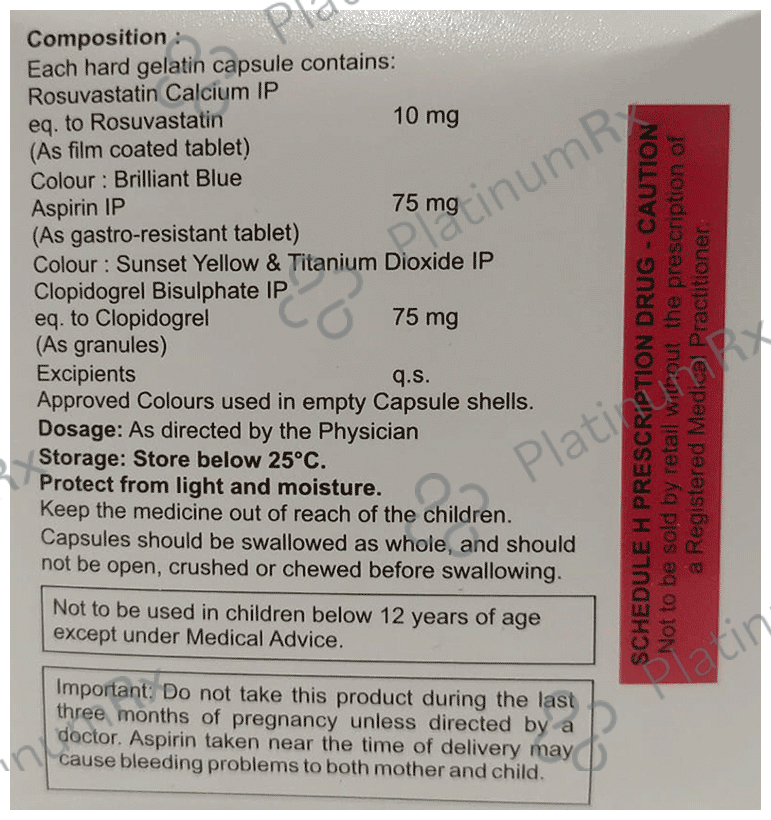 Composition :
Each hard gelatin capsule contains:
Rosuvastatin Calcium IP
eq. to Rosuvastatin 10 mg
(As film coated tablet)
Colour : Brilliant Blue
Aspirin IP 75 mg
(As gastro-resistant tablet)
Colour : Sunset Yellow & Titanium Dioxide IP
Clopidogrel Bisulphate IP
eq. to Clopidogrel 75 mg
(As granules)
Excipients q.s.
Approved Colours used in empty Capsule shells.
Dosage: As directed by the Physician
Storage: Store below 25°C.
Protect from light and moisture.
Keep the medicine out of reach of the children.
Capsules should be swallowed as whole, and should
not be open, crushed or chewed before swallowing.
Not to be used in children below 12 years of age
except under Medical Advice.
Important: Do not take this product during the last
three months of pregnancy unless directed by a
doctor. Aspirin taken near the time of delivery may
cause bleeding problems to both mother and child.
SCHEDULE H PRESCRIPTION DRUG - CAUTION
Not to be sold by retail without the prescription of
a Registered Medical Practitioner.
Pla
PlatinumRx
PlatinumRx
Rx
Platin
numRx